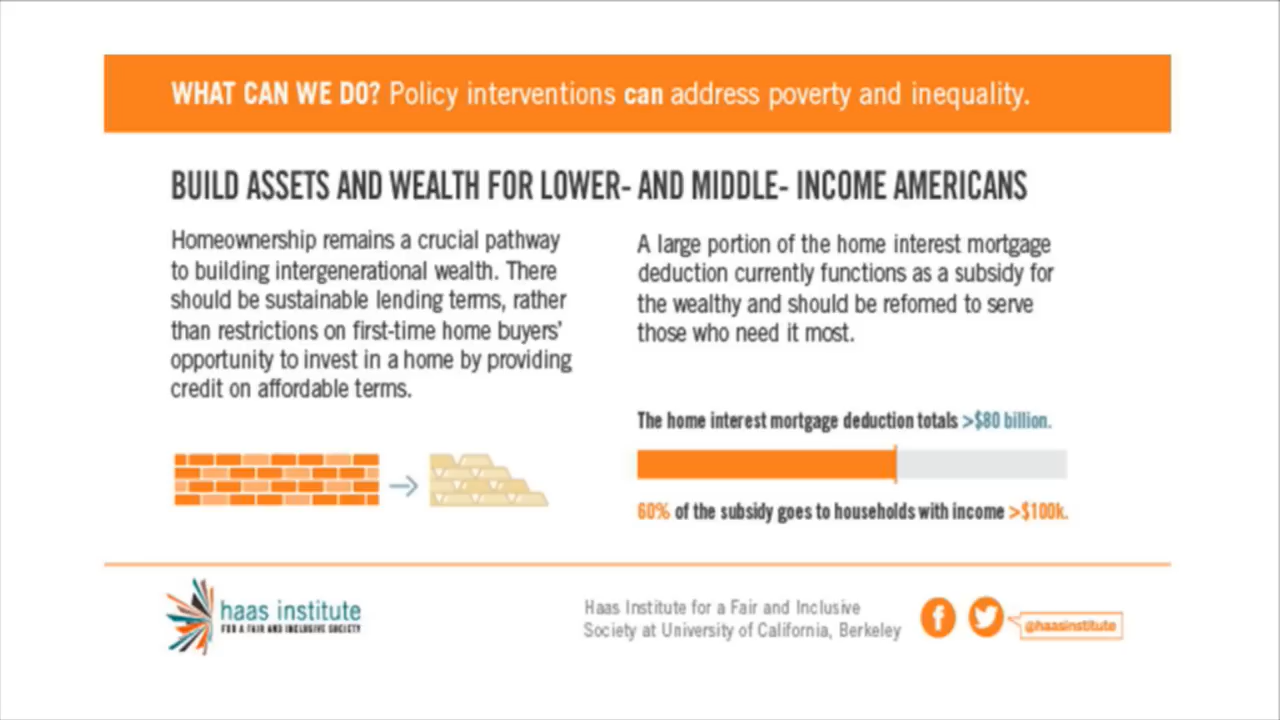 WHAT CAN WE DO? Policy interventions can address poverty and inequality.
BUILD ASSETS AND WEALTH FOR LOWER- AND MIDDLE- INCOME AMERICANS
Homeownership remains a crucial pathway
to building intergenerational wealth. There
should be sustainable lending terms, rather
than restrictions on first-time home buyers'
opportunity to invest in a home by providing
credit on affordable terms.
A large portion of the home interest mortgage
deduction currently functions as a subsidy for
the wealthy and should be reformed to serve
those who need it most.
The home interest mortgage deduction totals >$80 billion.
60% of the subsidy goes to households with income >$100k.
haas institute
FOR A FAIR AND INCLUSIVE SOCIETY
Haas Institute for a Fair and Inclusive
Society at University of California, Berkeley
@haasinstitute